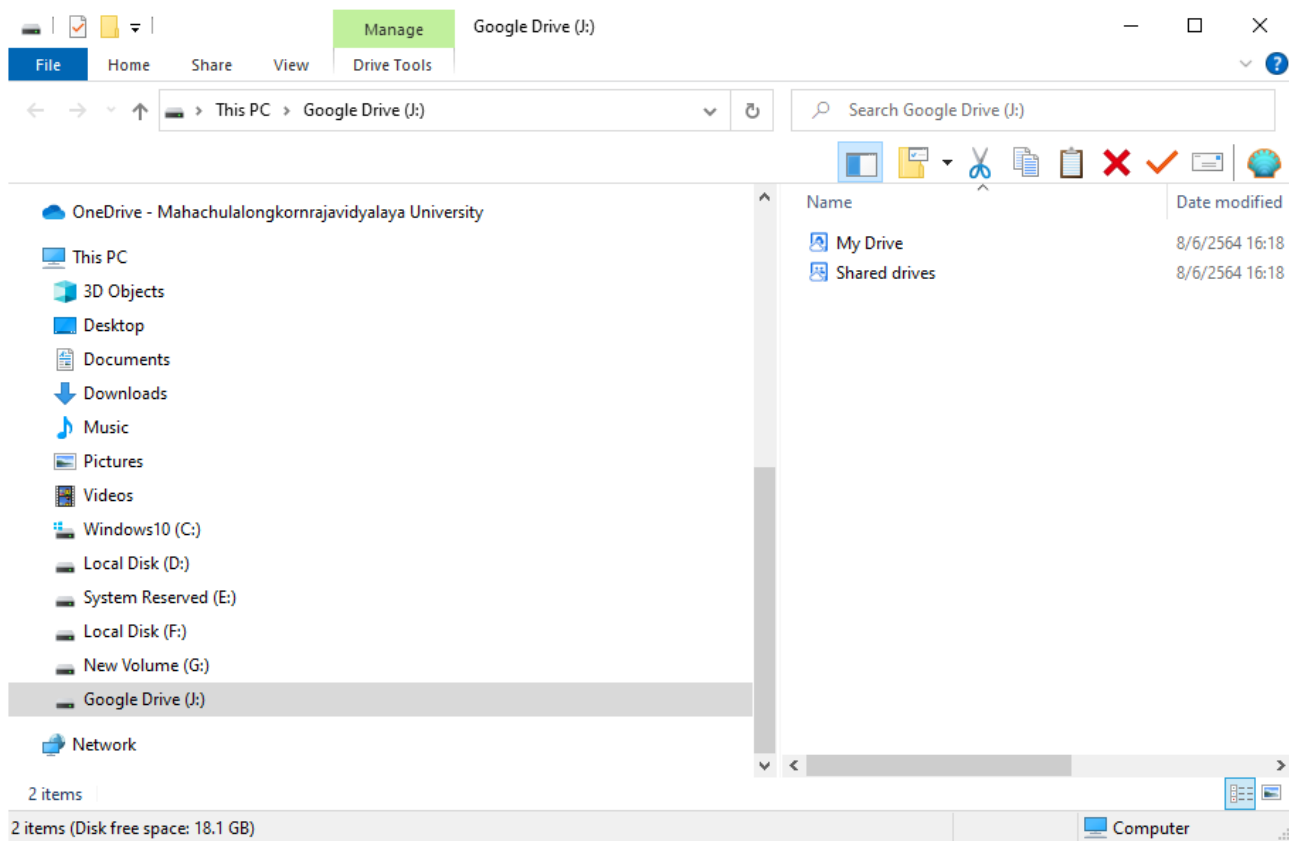 Manage Google Drive (J:)
File Home Share View Drive Tools
This PC > Google Drive (J:)
Search Google Drive (J:)
OneDrive - Mahachulalongkornrajavidyalaya University
This PC
3D Objects
Desktop
Documents
Downloads
Music
Pictures
Videos
Windows10 (C:)
Local Disk (D:)
System Reserved (E:)
Local Disk (F:)
New Volume (G:)
Google Drive (J:)
Network
Name Date modified
My Drive 8/6/2564 16:18
Shared drives 8/6/2564 16:18
2 items
2 items (Disk free space: 18.1 GB) Computer